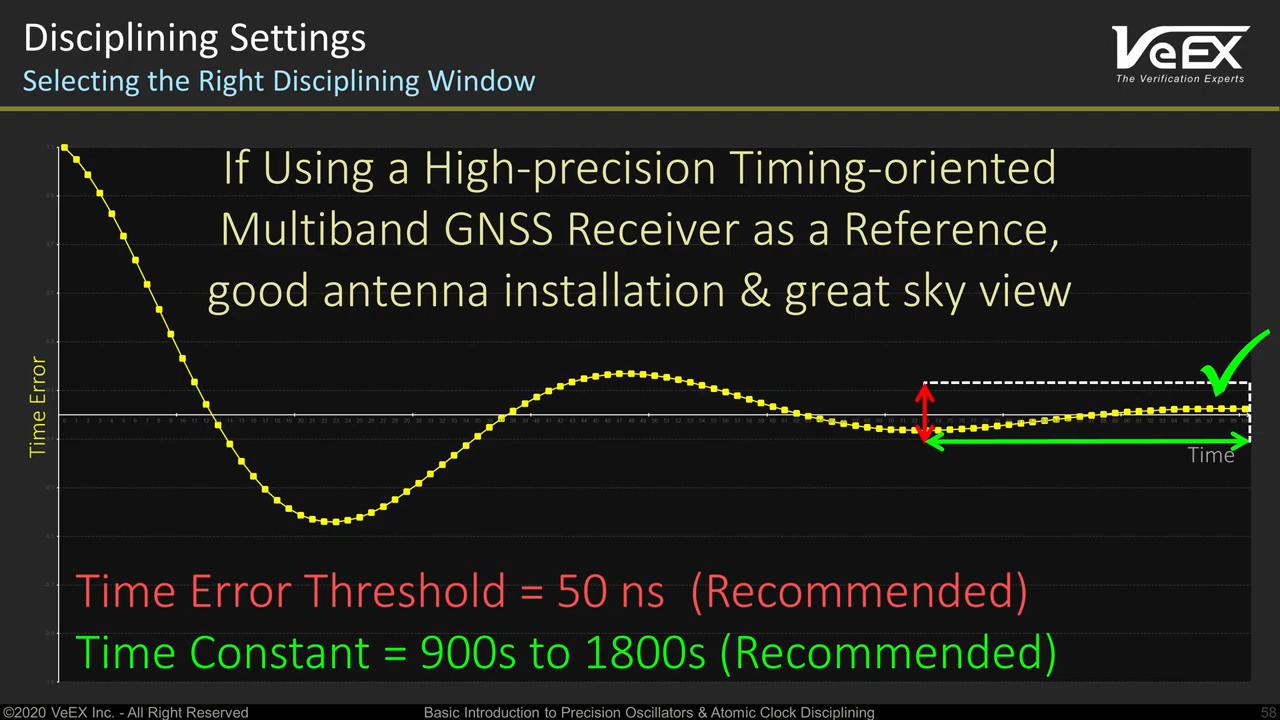 Disciplining Settings
Selecting the Right Disciplining Window
VeEX
The Verification Experts
If Using a High-precision Timing-oriented
Multiband GNSS Receiver as a Reference,
good antenna installation & great sky view
Time Error
Time
Time Error Threshold = 50 ns (Recommended)
Time Constant = 900s to 1800s (Recommended)
©2020 VeEX Inc. - All Right Reserved
Basic Introduction to Precision Oscillators & Atomic Clock Disciplining
58